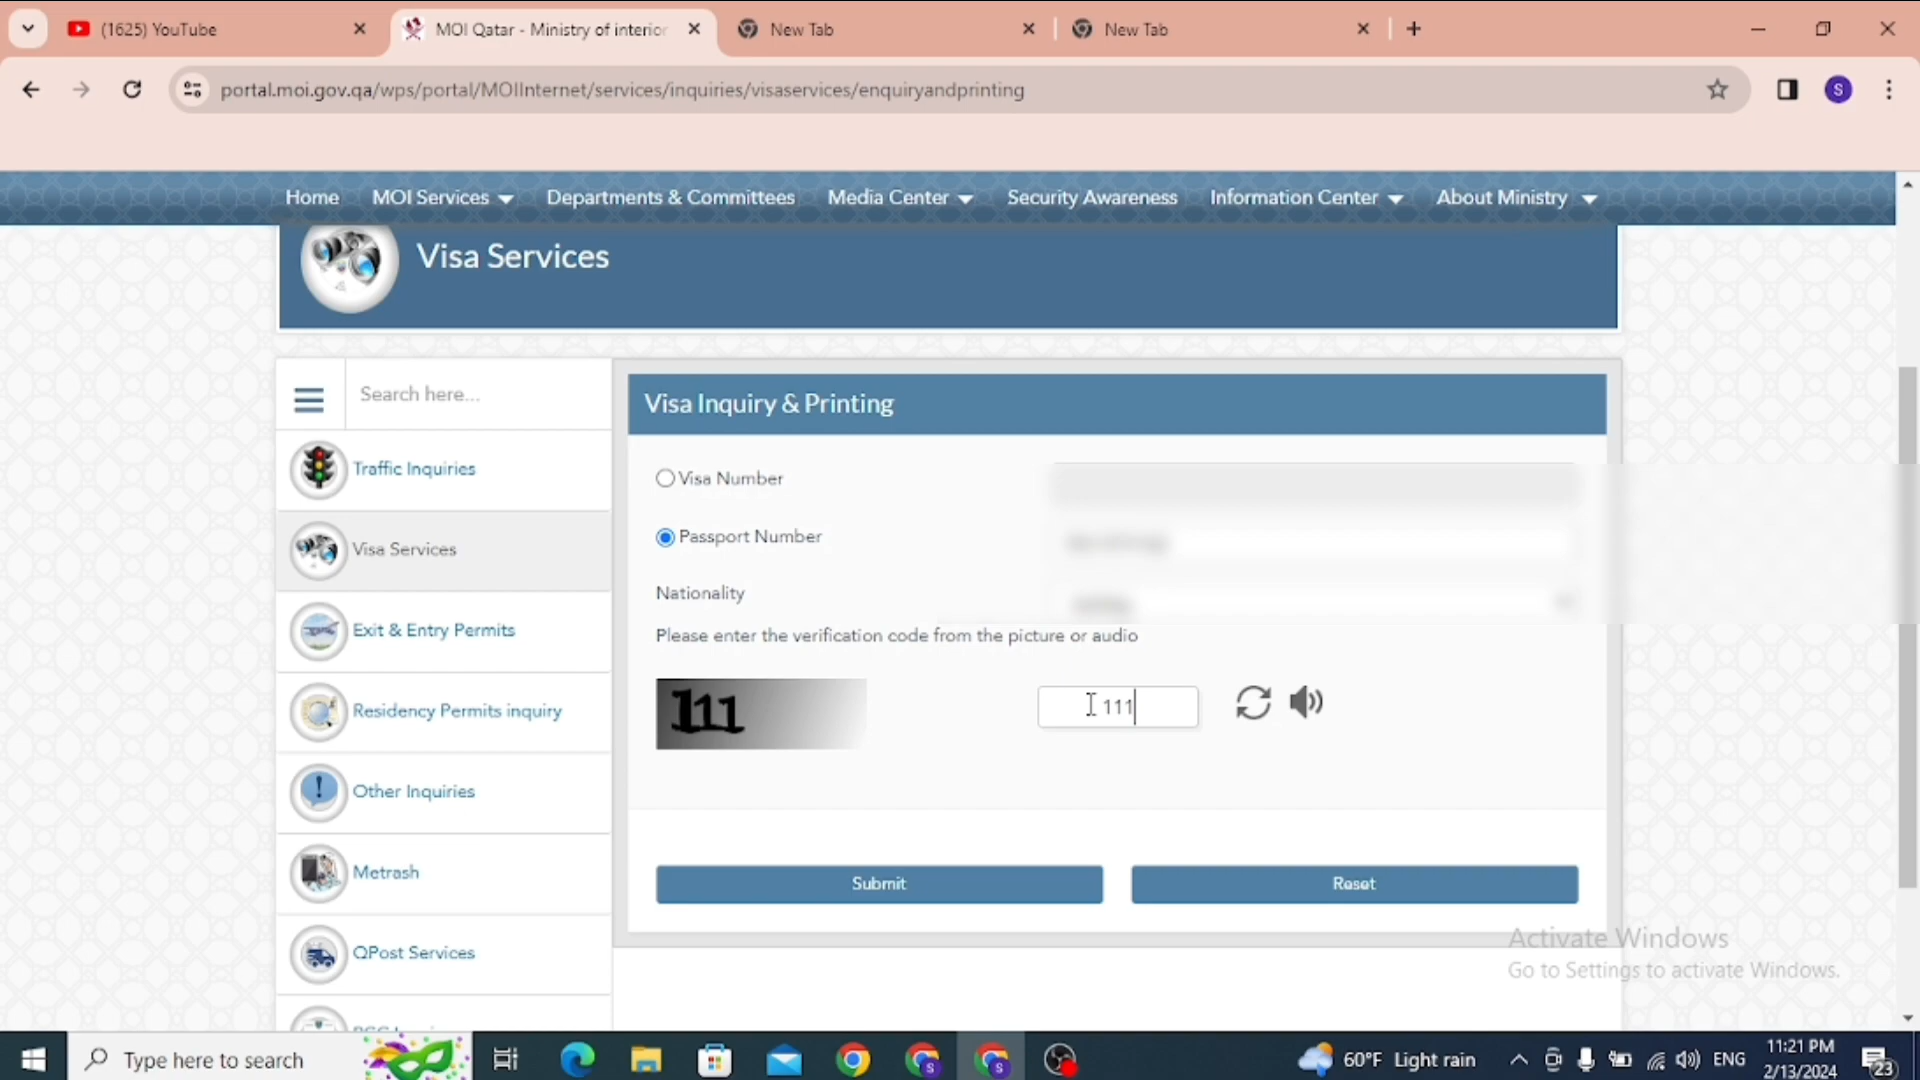 (1625) YouTube
MOI Qatar - Ministry of interior
New Tab
New Tab
portal.moi.gov.qa/wps/portal/MOIInternet/services/inquiries/visaservices/enquiryandprinting
S
Home
MOI Services
Departments & Committees
Media Center
Security Awareness
Information Center
About Ministry
Visa Services
Search here...
Traffic Inquiries
Visa Services
Exit & Entry Permits
Residency Permits inquiry
Other Inquiries
Metrash
QPost Services
Visa Inquiry & Printing
Visa Number
Passport Number
Nationality
Please enter the verification code from the picture or audio
111
111
Submit
Reset
Activate Windows
Go to Settings to activate Windows.
Type here to search
60°F Light rain
ENG
11:21 PM
2/13/2024
23